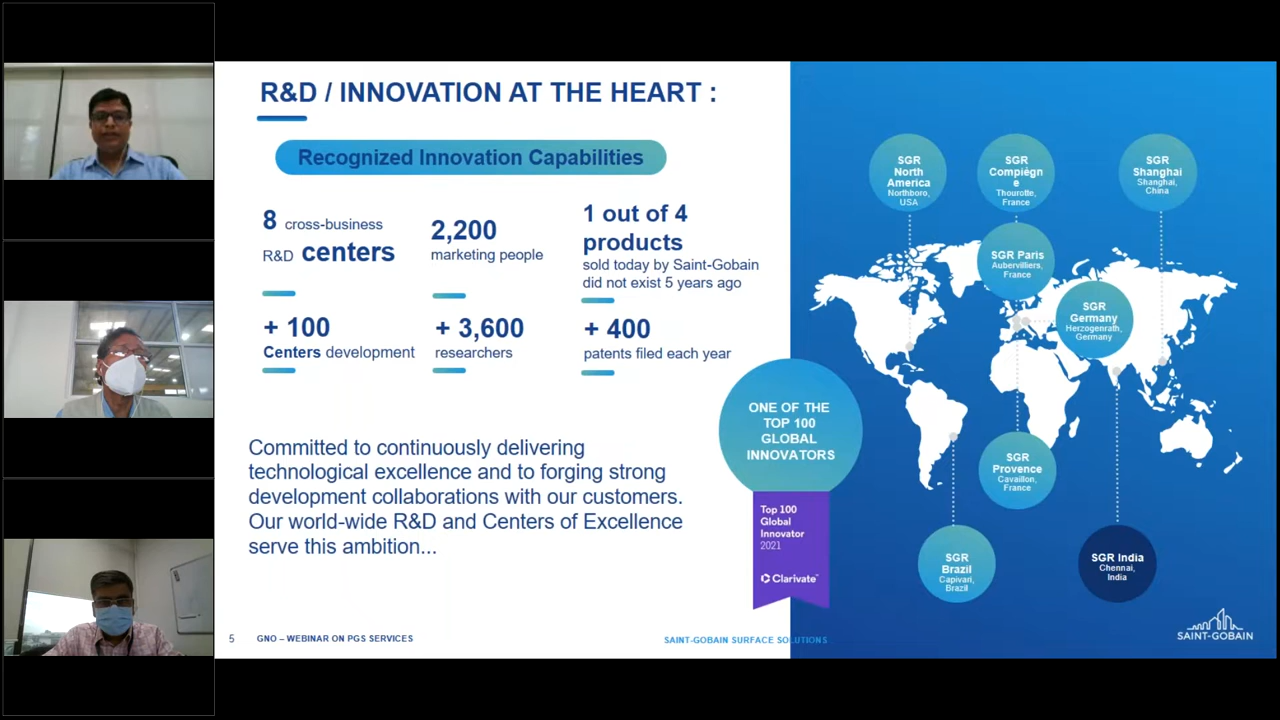 R&D / INNOVATION AT THE HEART :
Recognized Innovation Capabilities
8 cross-business
R&D centers
2,200
marketing people
1 out of 4
products
sold today by Saint-Gobain
did not exist 5 years ago
+ 100
Centers development
+ 3,600
researchers
+ 400
patents filed each year
Committed to continuously delivering
technological excellence and to forging strong
development collaborations with our customers.
Our world-wide R&D and Centers of Excellence
serve this ambition...
ONE OF THE
TOP 100
GLOBAL
INNOVATORS
Top 100
Global
Innovator
2021
Clarivate™
SGR
North
America
Northboro,
USA
SGR
Compiègn
e
Thourotte,
France
SGR
Shanghai
Shanghai,
China
SGR Paris
Aubervilliers,
France
SGR
Germany
Herzogenrath,
Germany
SGR
Provence
Cavaillon,
France
SGR
Brazil
Capivari,
Brazil
SGR India
Chennai,
India
SAINT-GOBAIN
5 GNO – WEBINAR ON PGS SERVICES
SAINT-GOBAIN SURFACE SOLUTIONS